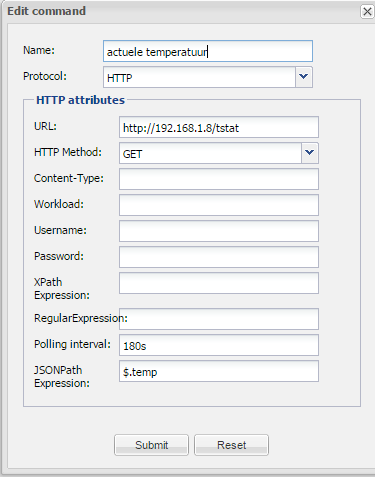 Edit command
Name: actuele temperatuur
Protocol: HTTP
HTTP attributes
URL: http://192.168.1.8/tstat
HTTP Method: GET
Content-Type:
Workload:
Username:
Password:
XPath
Expression:
RegularExpression:
Polling interval: 180s
JSONPath
Expression: $.temp
Submit Reset